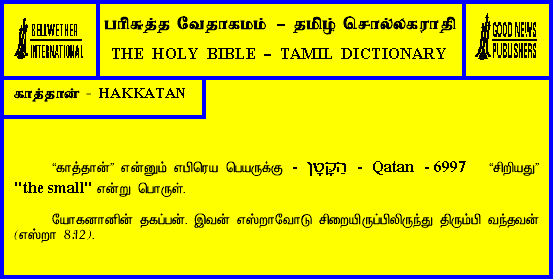 BELLWETHER
INTERNATIONAL
பரிசுத்த வேதாகமம் – தமிழ் சொல்லகராதி
THE HOLY BIBLE – TAMIL DICTIONARY
GOOD NEWS
PUBLISHERS
காத்தான் - HAKKATAN
“காத்தான்” என்னும் எபிரெய பெயருக்கு - הַקָּטָן - Qatan - 6997 “சிறியது”
"the small" என்று பொருள்.
யோகனானின் தகப்பன். இவன் எஸ்றாவோடு சிறையிருப்பிலிருந்து திரும்பி வந்தவன்
(எஸ்றா 8:12).